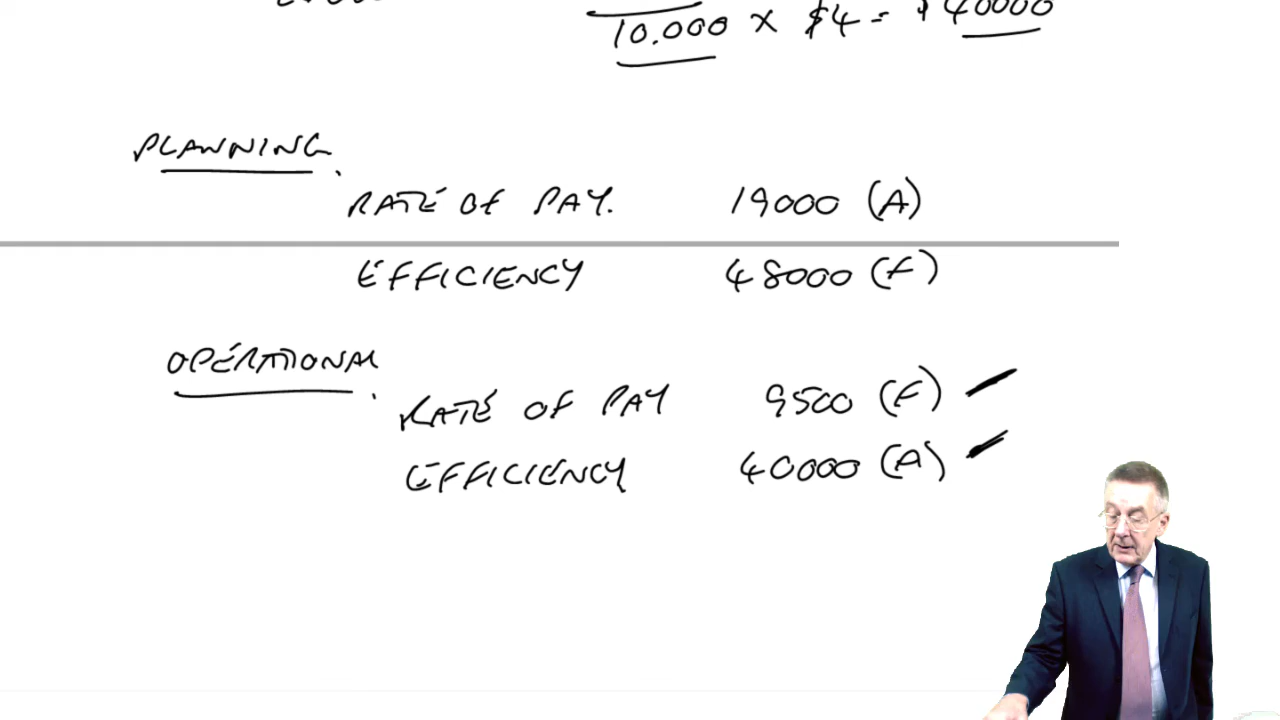 10.000 x $4 = $40000
PLANNING.
RATE OF PAY. 19000 (A)
EFFICIENCY 48000 (F)
OPERATIONAL.
RATE OF PAY 9500 (F)
EFFICIENCY 40000 (A)